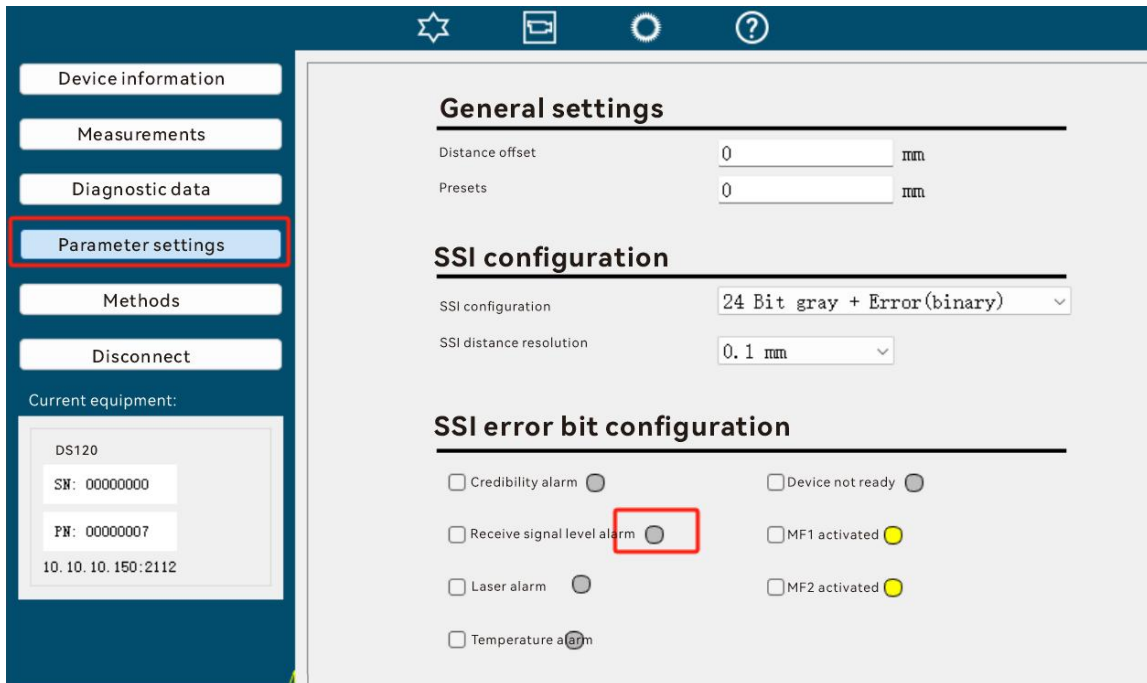 Device information
Measurements
Diagnostic data
Parameter settings
Methods
Disconnect
Current equipment:
DS120
SN: 00000000
PN: 00000007
10.10.10.150:2112
General settings
Distance offset 0 mm
Presets 0 mm
SSI configuration
SSI configuration 24 Bit gray + Error(binary)
SSI distance resolution 0.1 mm
SSI error bit configuration
Credibility alarm Device not ready
Receive signal level alarm MF1 activated
Laser alarm MF2 activated
Temperature alarm